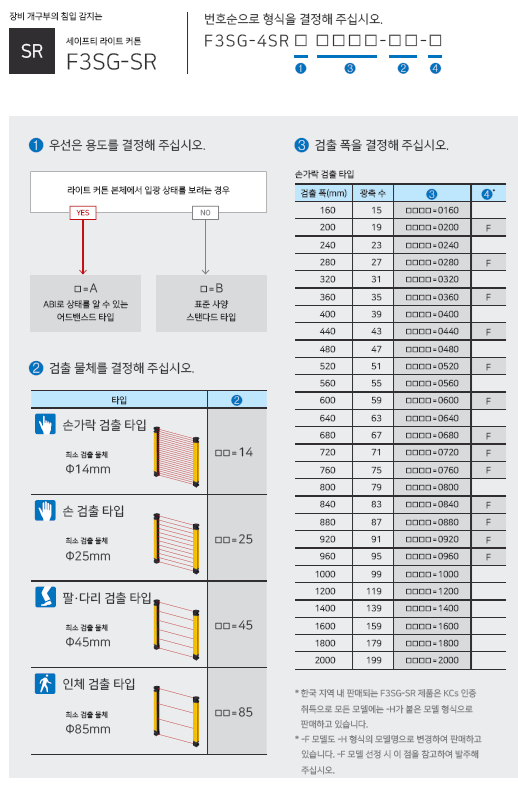 장비 개구부의 침입 감지는
SR
세이프티 라이트 커튼
F3SG-SR
번호순으로 형식을 결정해 주십시오.
F3SG-4SR □ □□□□-□□-□
❶ ❸ ❷ ❹
❶ 우선은 용도를 결정해 주십시오.
라이트 커튼 본체에서 입광 상태를 보려는 경우
YES NO
□=A
ABI로 상태를 알 수 있는
어드밴스드 타입
□=B
표준 사양
스탠다드 타입
❷ 검출 물체를 결정해 주십시오.
타입 ❷
손가락 검출 타입
최소 검출 물체
Φ14mm
□□=14
손 검출 타입
최소 검출 물체
Φ25mm
□□=25
팔·다리 검출 타입
최소 검출 물체
Φ45mm
□□=45
인체 검출 타입
최소 검출 물체
Φ85mm
□□=85
❸ 검출 폭을 결정해 주십시오.
손가락 검출 타입
검출 폭(mm) 광축 수 ❸ ❹*
160 15 □□□□=0160
200 19 □□□□=0200 F
240 23 □□□□=0240
280 27 □□□□=0280 F
320 31 □□□□=0320
360 35 □□□□=0360 F
400 39 □□□□=0400
440 43 □□□□=0440 F
480 47 □□□□=0480
520 51 □□□□=0520 F
560 55 □□□□=0560
600 59 □□□□=0600 F
640 63 □□□□=0640
680 67 □□□□=0680 F
720 71 □□□□=0720 F
760 75 □□□□=0760 F
800 79 □□□□=0800
840 83 □□□□=0840 F
880 87 □□□□=0880 F
920 91 □□□□=0920 F
960 95 □□□□=0960 F
1000 99 □□□□=1000
1200 119 □□□□=1200
1400 139 □□□□=1400
1600 159 □□□□=1600
1800 179 □□□□=1800
2000 199 □□□□=2000
* 한국 지역 내 판매되는 F3SG-SR 제품은 KCs 인증
취득으로 모든 모델에는 -H가 붙은 모델 형식으로
판매하고 있습니다.
* -F 모델도 -H 형식의 모델명으로 변경하여 판매하고
있습니다. -F 모델 선정 시 이 점을 참고하여 발주해
주십시오.